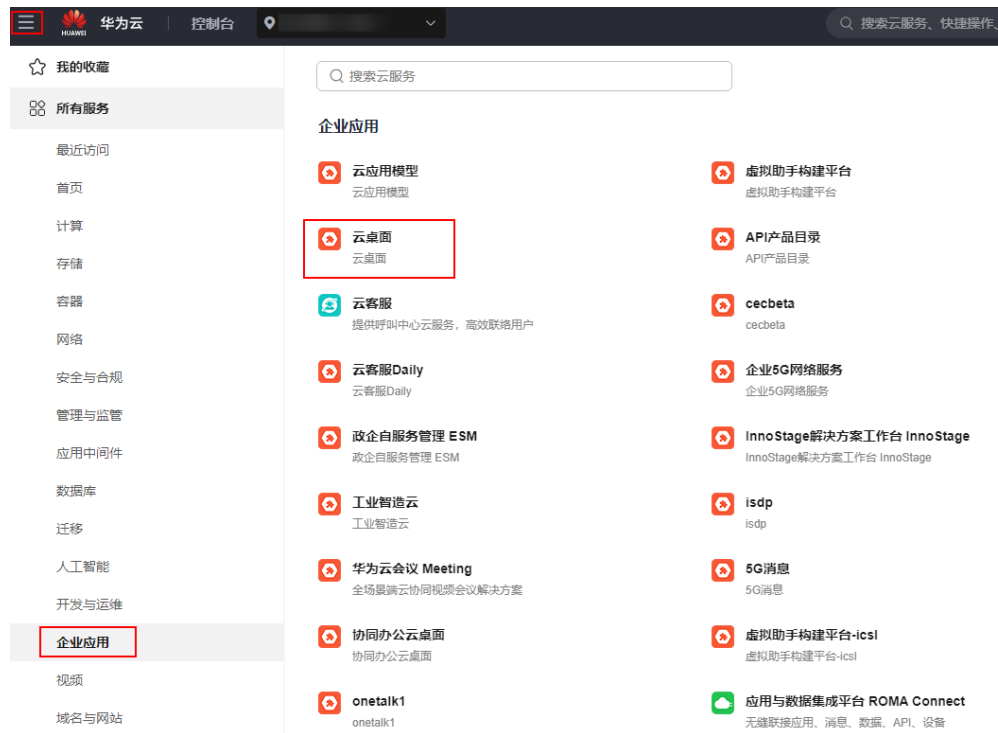 HUAWEI
华为云
控制台
搜索云服务、快捷操作、
我的收藏
所有服务
最近访问
首页
计算
存储
容器
网络
安全与合规
管理与监管
应用中间件
数据库
迁移
人工智能
开发与运维
企业应用
视频
域名与网站
搜索云服务
企业应用
云应用模型
云应用模型
虚拟助手构建平台
虚拟助手构建平台
云桌面
云桌面
API产品目录
API产品目录
云客服
提供呼叫中心云服务，高效联络用户
cecbeta
cecbeta
云客服Daily
云客服Daily
企业5G网络服务
企业5G网络服务
政企自服务管理 ESM
政企自服务管理 ESM
InnoStage解决方案工作台 InnoStage
InnoStage解决方案工作台 InnoStage
工业智造云
工业智造云
isdp
isdp
华为云会议 Meeting
全场景端云协同视频会议解决方案
5G消息
5G消息
协同办公云桌面
协同办公云桌面
虚拟助手构建平台-icsl
虚拟助手构建平台-icsl
onetalk1
onetalk1
应用与数据集成平台 ROMA Connect
无缝联接应用、消息、数据、API、设备